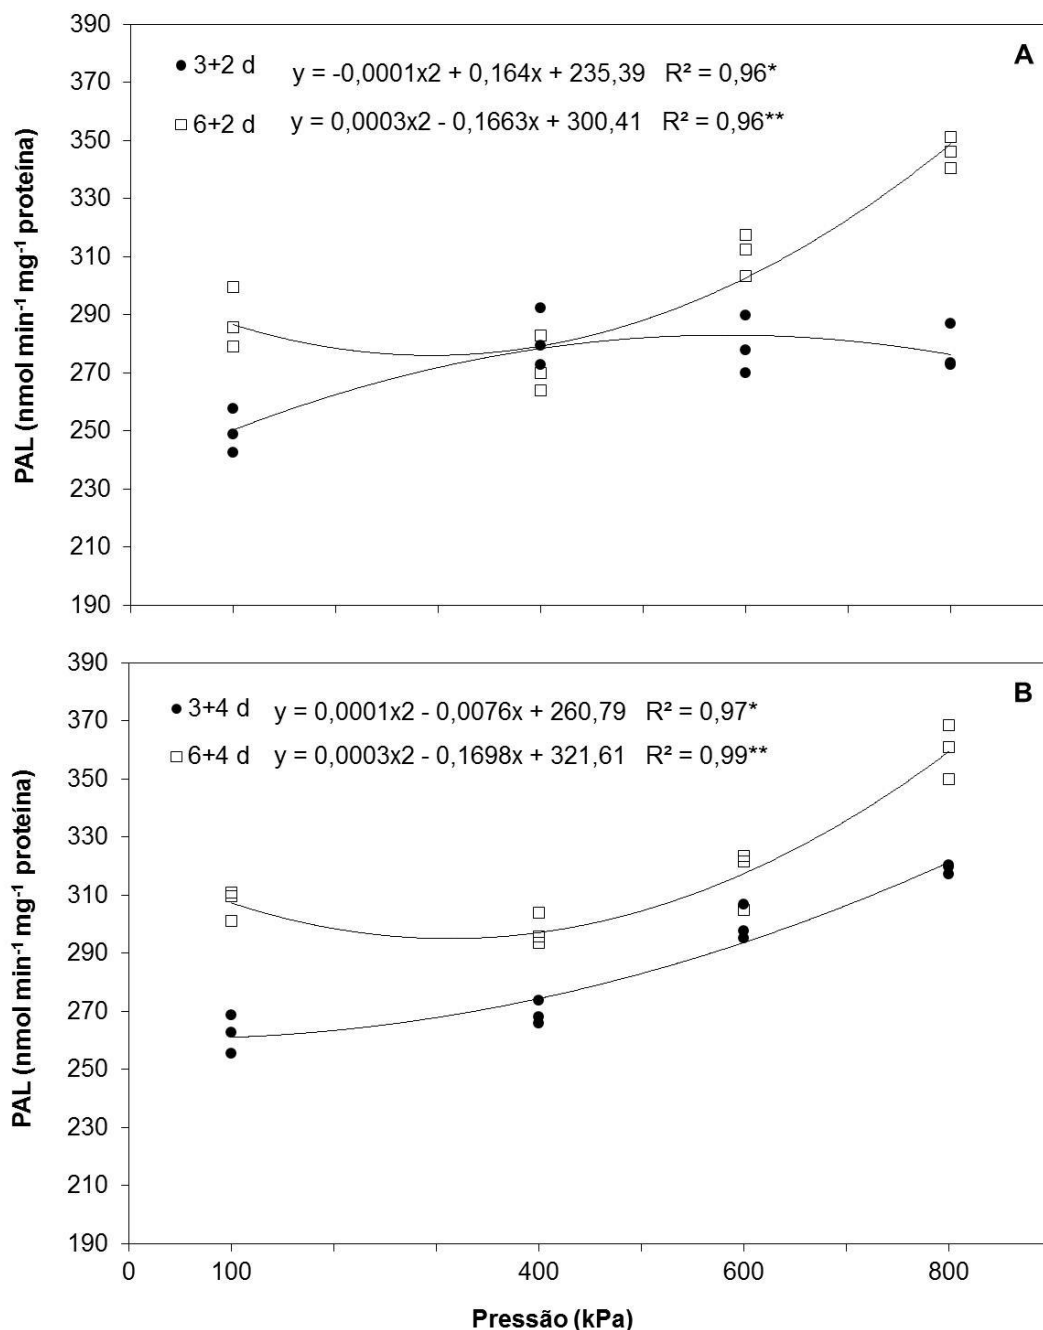 390
370
350
330
310
290
270
250
230
210
190
PAL (nmol min⁻¹ mg⁻¹ proteína)
A
3+2 d y = -0,0001x2 + 0,164x + 235,39 R² = 0,96*
6+2 d y = 0,0003x2 - 0,1663x + 300,41 R² = 0,96**
390
370
350
330
310
290
270
250
230
210
190
PAL (nmol min⁻¹ mg⁻¹ proteína)
B
3+4 d y = 0,0001x2 - 0,0076x + 260,79 R² = 0,97*
6+4 d y = 0,0003x2 - 0,1698x + 321,61 R² = 0,99**
0 100 400 600 800
Pressão (kPa)